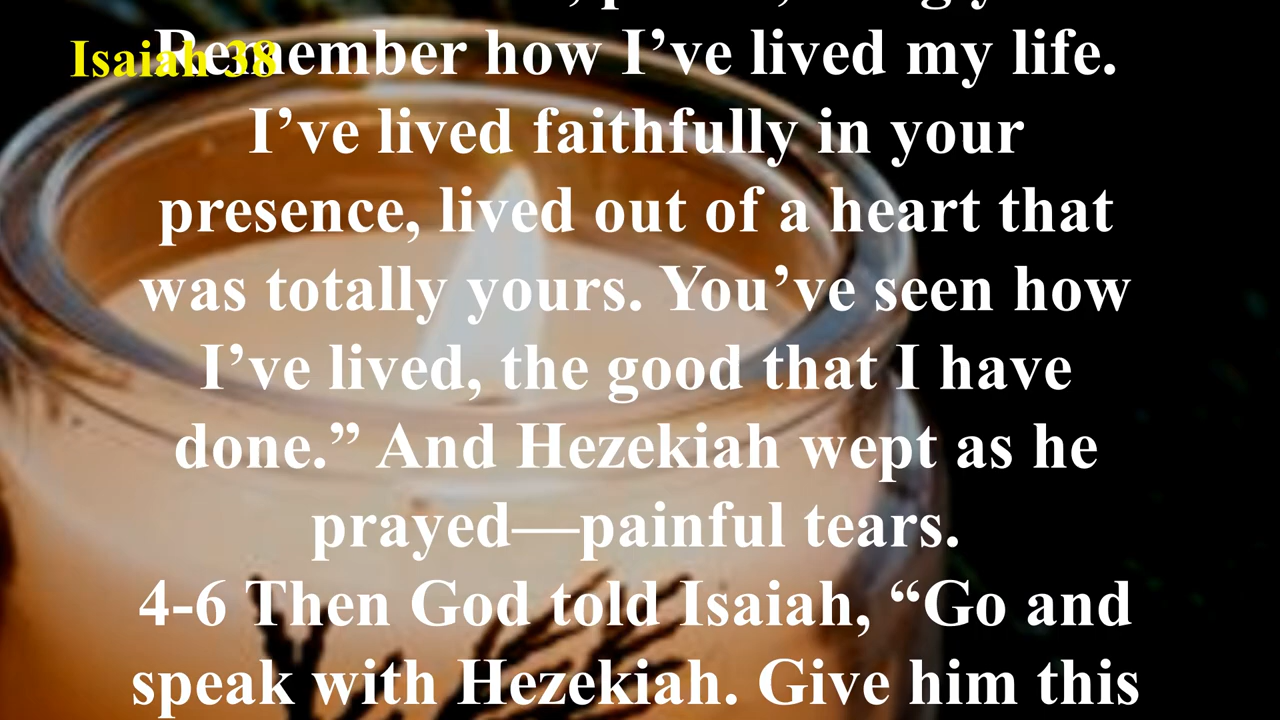 Isaiah 38
Remember how I’ve lived my life.
I’ve lived faithfully in your
presence, lived out of a heart that
was totally yours. You’ve seen how
I’ve lived, the good that I have
done.” And Hezekiah wept as he
prayed—painful tears.
4-6 Then God told Isaiah, “Go and
speak with Hezekiah. Give him this